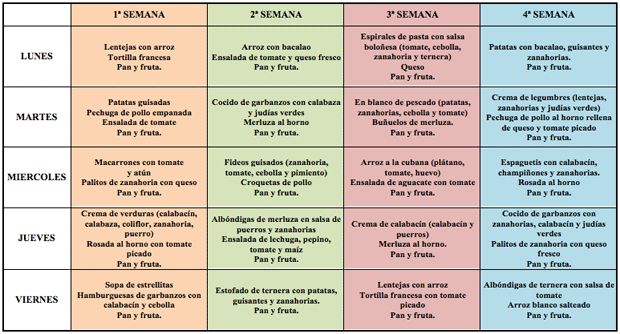 1ª SEMANA
2ª SEMANA
3ª SEMANA
4ª SEMANA
LUNES
Lentejas con arroz
Tortilla francesa
Pan y fruta.
Arroz con bacalao
Ensalada de tomate y queso fresco
Pan y fruta.
Espirales de pasta con salsa
boloñesa (tomate, cebolla,
zanahoria y ternera)
Queso
Pan y fruta.
Patatas con bacalao, guisantes y
zanahorias.
Pan y fruta.
MARTES
Patatas guisadas
Pechuga de pollo empanada
Ensalada de tomate
Pan y fruta.
Cocido de garbanzos con calabaza
y judías verdes
Merluza al horno
Pan y fruta.
En blanco de pescado (patatas,
zanahorias, cebolla y tomate)
Buñuelos de merluza.
Pan y fruta.
Crema de legumbres (lentejas,
zanahorias y judías verdes)
Pechuga de pollo al horno rellena
de queso y tomate picado
Pan y fruta.
MIERCOLES
Macarrones con tomate
y atún
Palitos de zanahoria con queso
Pan y fruta.
Fideos guisados (zanahoria,
tomate, cebolla y pimiento)
Croquetas de pollo
Pan y fruta.
Arroz a la cubana (plátano,
tomate, huevo)
Ensalada de aguacate con tomate
Pan y fruta.
Espaguetis con calabacín,
champiñones y zanahorias.
Rosada al horno
Pan y fruta.
JUEVES
Crema de verduras (calabacín,
calabaza, coliflor, zanahoria,
puerro)
Rosada al horno con tomate
picado
Pan y fruta.
Albóndigas de merluza en salsa de
puerros y zanahorias
Ensalada de lechuga, pepino,
tomate y maíz
Pan y fruta.
Crema de calabacín (calabacín y
puerros)
Merluza al horno.
Pan y fruta.
Cocido de garbanzos con
zanahorias, calabacín y judías
verdes
Palitos de zanahoria con queso
fresco
Pan y fruta.
VIERNES
Sopa de estrellitas
Hamburguesas de garbanzos con
calabacín y cebolla
Pan y fruta.
Estofado de ternera con patatas,
guisantes y zanahorias.
Pan y fruta.
Lentejas con arroz
Tortilla francesa con tomate
picado
Pan y fruta.
Albóndigas de ternera con salsa de
tomate
Arroz blanco salteado
Pan y fruta.